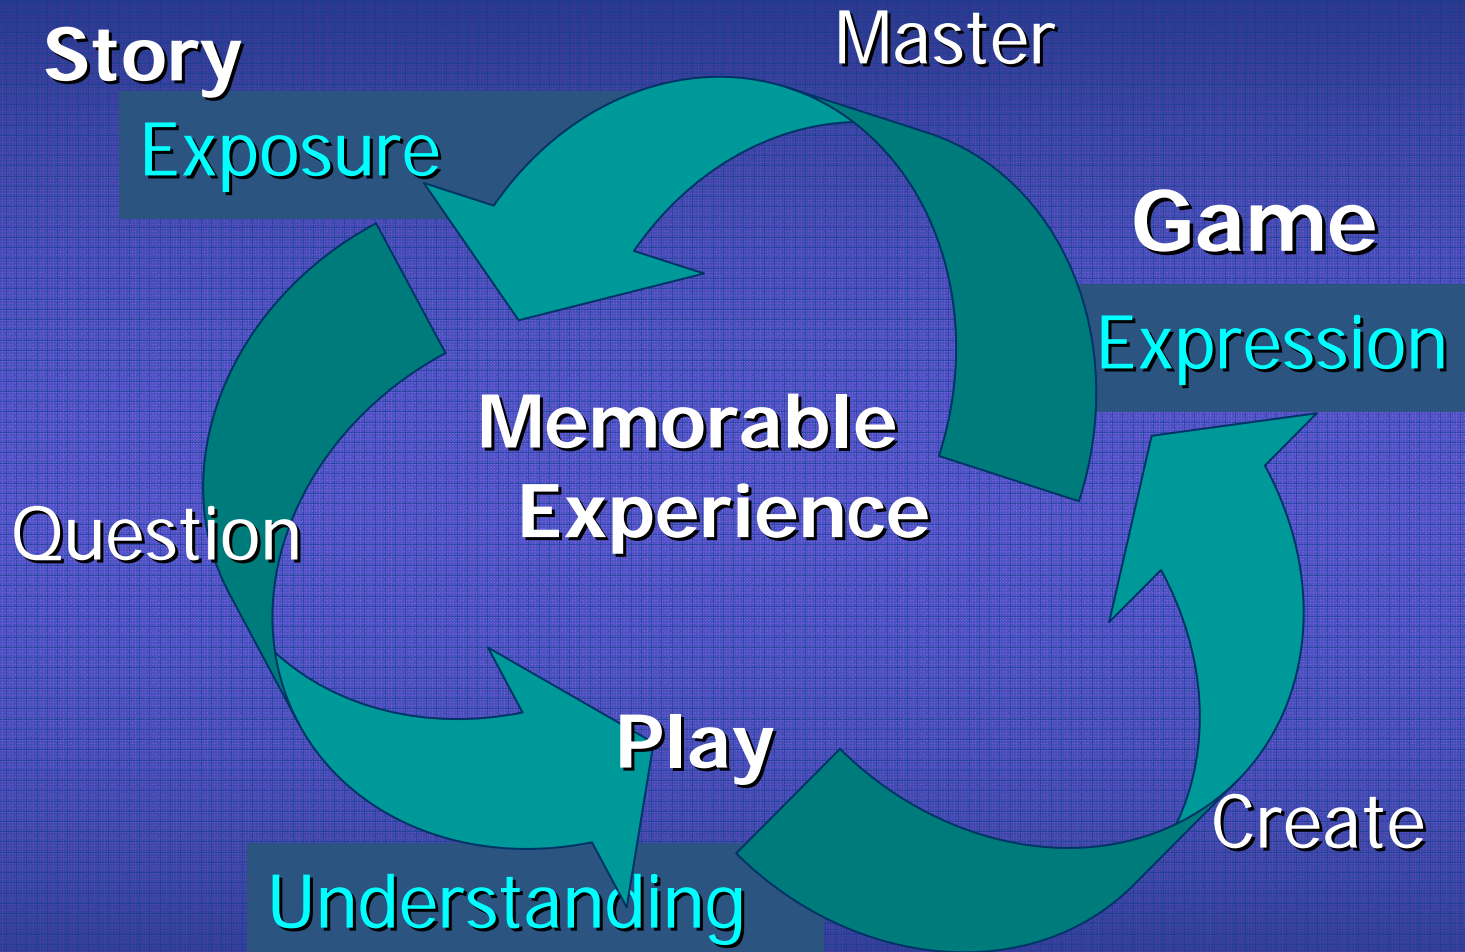 Story
Exposure
Master
Game
Expression
Memorable
Experience
Question
Play
Create
Understanding